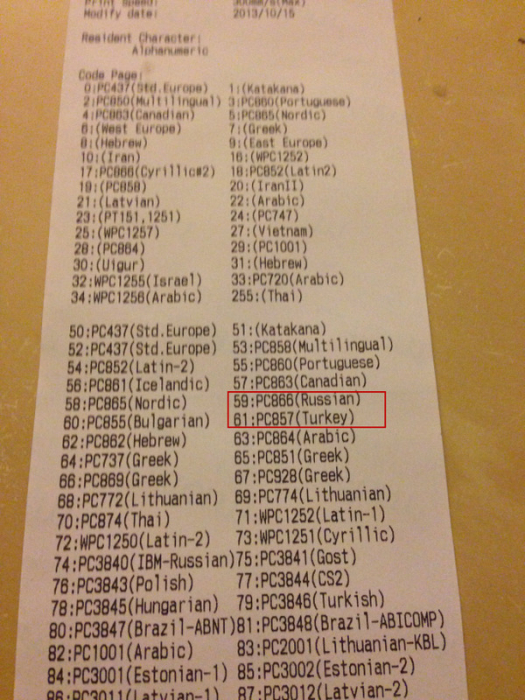 Print Speed: 300mm/s(Max)
Modify date: 2013/10/15
Resident Character:
Alphanumeric
Code Page:
0:PC437(Std.Europe) 1:(Katakana)
2:PC850(Multilingual) 3:PC860(Portuguese)
4:PC863(Canadian) 5:PC865(Nordic)
6:(West Europe) 7:(Greek)
8:(Hebrew) 9:(East Europe)
10:(Iran) 16:(WPC1252)
17:PC866(Cyrillic#2) 18:PC852(Latin2)
19:(PC858) 20:(IranII)
21:(Latvian) 22:(Arabic)
23:(PT151,1251) 24:(PC747)
25:(WPC1257) 27:(Vietnam)
28:(PC864) 29:(PC1001)
30:(Uigur) 31:(Hebrew)
32:WPC1255(Israel) 33:PC720(Arabic)
34:WPC1256(Arabic) 255:(Thai)
50:PC437(Std.Europe) 51:(Katakana)
52:PC437(Std.Europe) 53:PC858(Multilingual)
54:PC852(Latin-2) 55:PC860(Portuguese)
56:PC861(Icelandic) 57:PC863(Canadian)
58:PC865(Nordic) 59:PC866(Russian)
60:PC855(Bulgarian) 61:PC857(Turkey)
62:PC862(Hebrew) 63:PC864(Arabic)
64:PC737(Greek) 65:PC851(Greek)
66:PC869(Greek) 67:PC928(Greek)
68:PC772(Lithuanian) 69:PC774(Lithuanian)
70:PC874(Thai) 71:WPC1252(Latin-1)
72:WPC1250(Latin-2) 73:WPC1251(Cyrillic)
74:PC3840(IBM-Russian)75:PC3841(Gost)
76:PC3843(Polish) 77:PC3844(CS2)
78:PC3845(Hungarian) 79:PC3846(Turkish)
80:PC3847(Brazil-ABNT)81:PC3848(Brazil-ABICOMP)
82:PC1001(Arabic) 83:PC2001(Lithuanian-KBL)
84:PC3001(Estonian-1) 85:PC3002(Estonian-2)
86:PC3011(Latvian-1) 87:PC3012(Latvian-2)